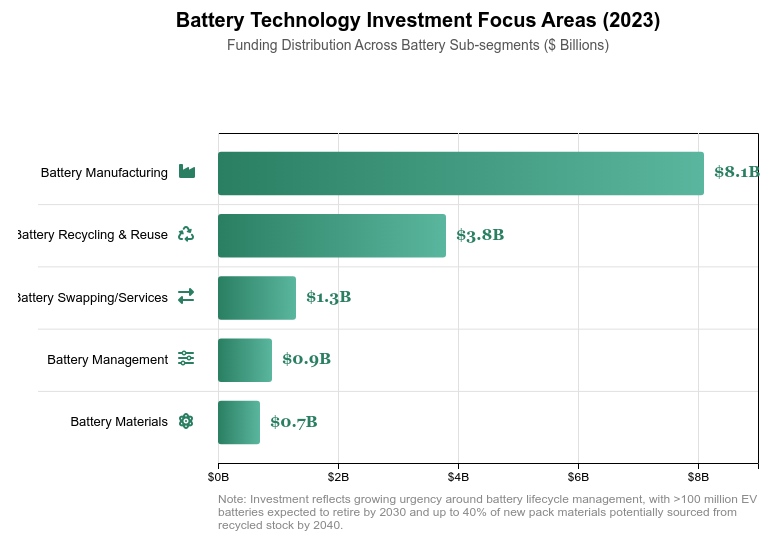 Battery Technology Investment Focus Areas (2023)
Funding Distribution Across Battery Sub-segments ($ Billions)
Battery Manufacturing $8.1B
Battery Recycling & Reuse $3.8B
Battery Swapping/Services $1.3B
Battery Management $0.9B
Battery Materials $0.7B
$0B $2B $4B $6B $8B
Note: Investment reflects growing urgency around battery lifecycle management, with >100 million EV
batteries expected to retire by 2030 and up to 40% of new pack materials potentially sourced from
recycled stock by 2040.